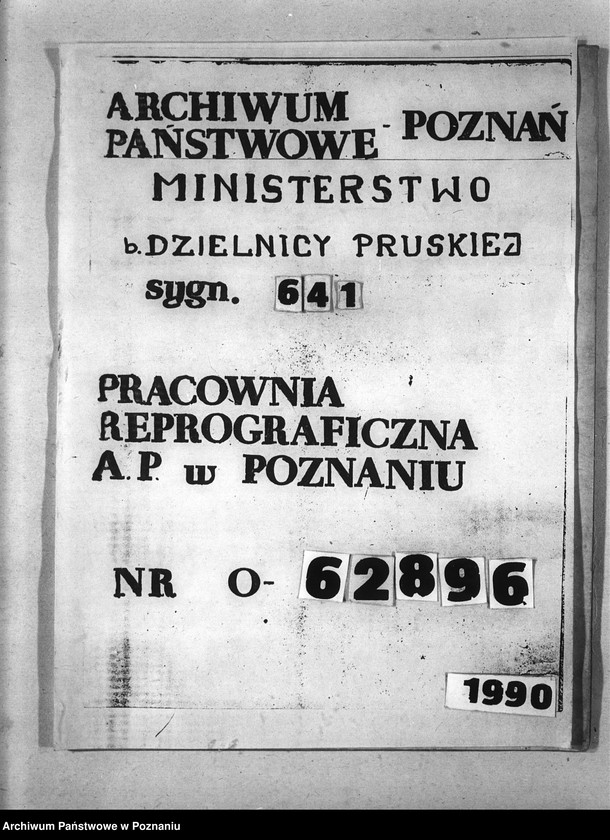 ARCHIWUM
PAŃSTWOWE - POZNAŃ
MINISTERSTWO
b. DZIELNICY PRUSKIEJ
sygn. 641
PRACOWNIA
REPROGRAFICZNA
A. P. w POZNANIU
NR O- 62896
1990
Archiwum Państwowe w Poznaniu